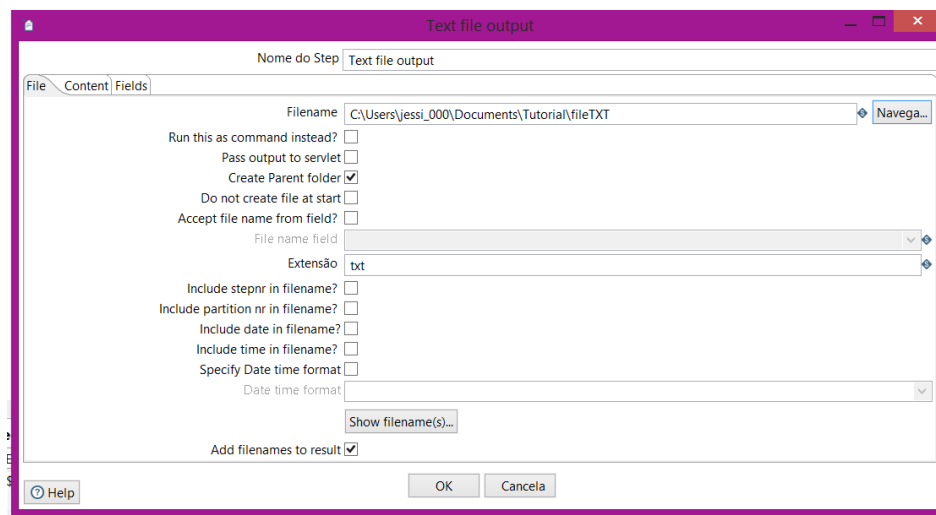 Text file output
Nome do Step Text file output
File Content Fields
Filename C:\Users\jessi_000\Documents\Tutorial\fileTXT Navega...
Run this as command instead?
Pass output to servlet
Create Parent folder
Do not create file at start
Accept file name from field?
File name field
Extensão txt
Include stepnr in filename?
Include partition nr in filename?
Include date in filename?
Include time in filename?
Specify Date time format
Date time format
Show filename(s)...
Add filenames to result
Help OK Cancela